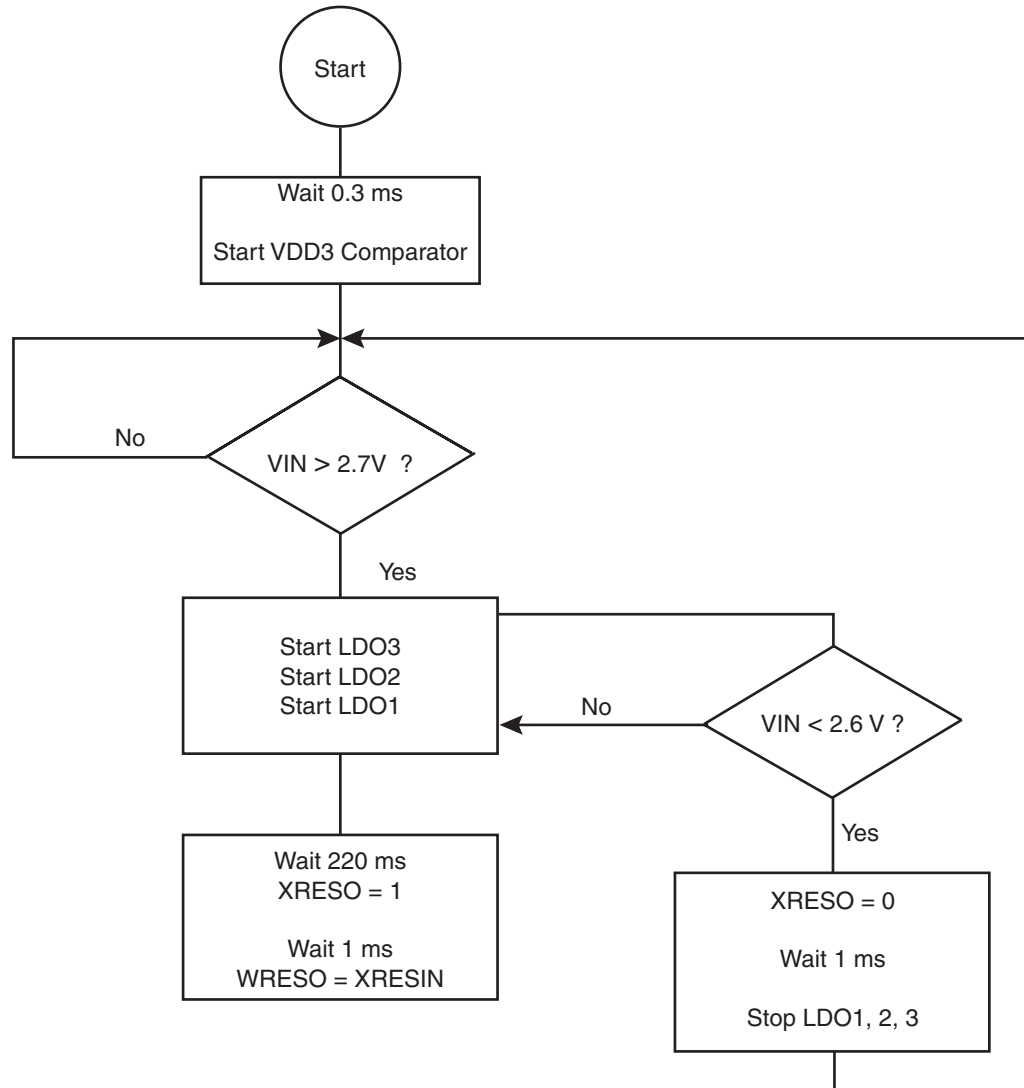 Start
Wait 0.3 ms
Start VDD3 Comparator
No
VIN > 2.7V ?
Yes
Start LDO3
Start LDO2
Start LDO1
No
VIN < 2.6 V ?
Yes
Wait 220 ms
XRESO = 1
Wait 1 ms
WRESO = XRESIN
XRESO = 0
Wait 1 ms
Stop LDO1, 2, 3